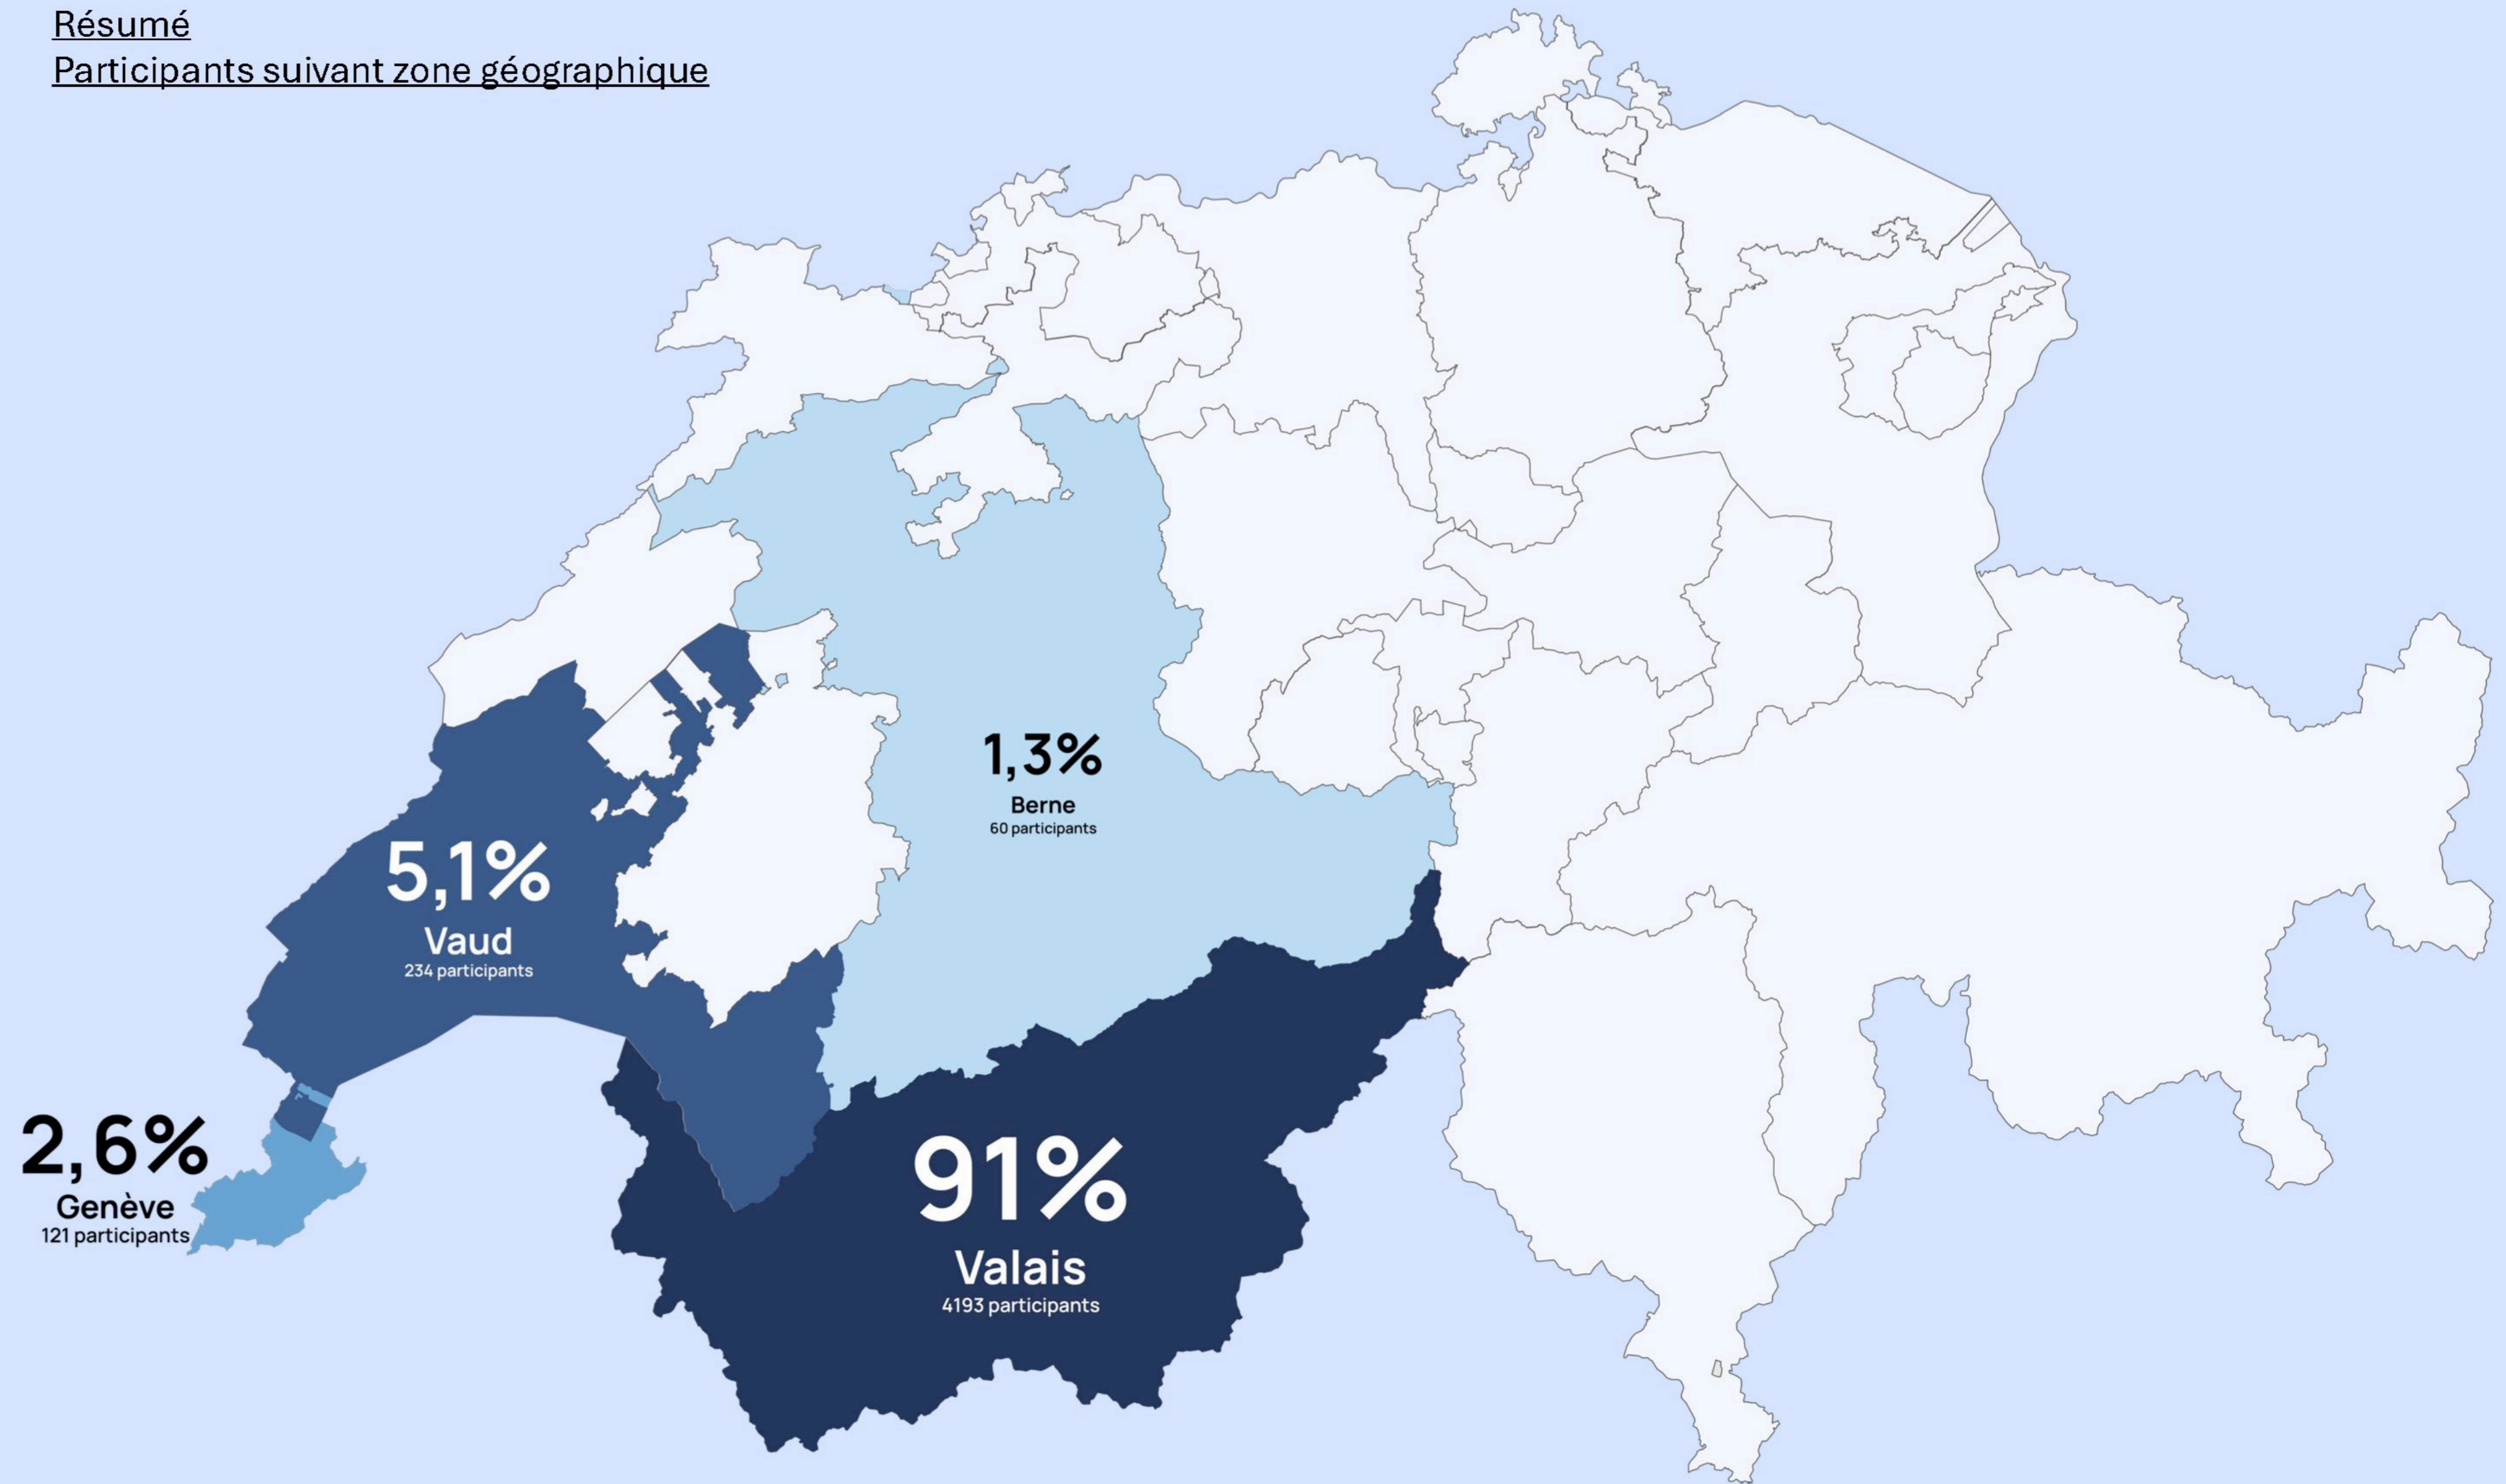 Résumé
Participants suivant zone géographique
1,3%
Berne
60 participants
5,1%
Vaud
234 participants
2,6%
Genève
121 participants
91%
Valais
4193 participants